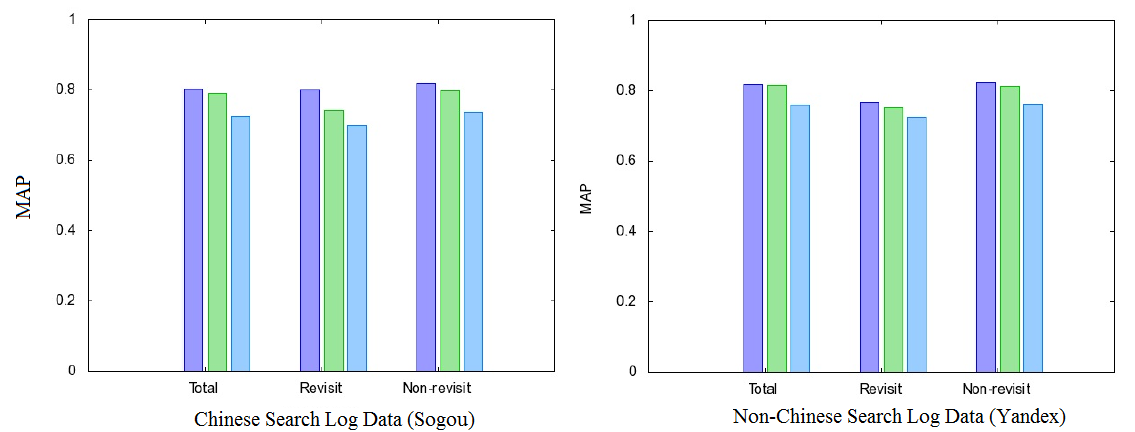 1
0.8
0.6
0.4
0.2
0
MAP
Total Revisit Non-revisit
Chinese Search Log Data (Sogou)
1
0.8
0.6
0.4
0.2
0
MAP
Total Revisit Non-revisit
Non-Chinese Search Log Data (Yandex)